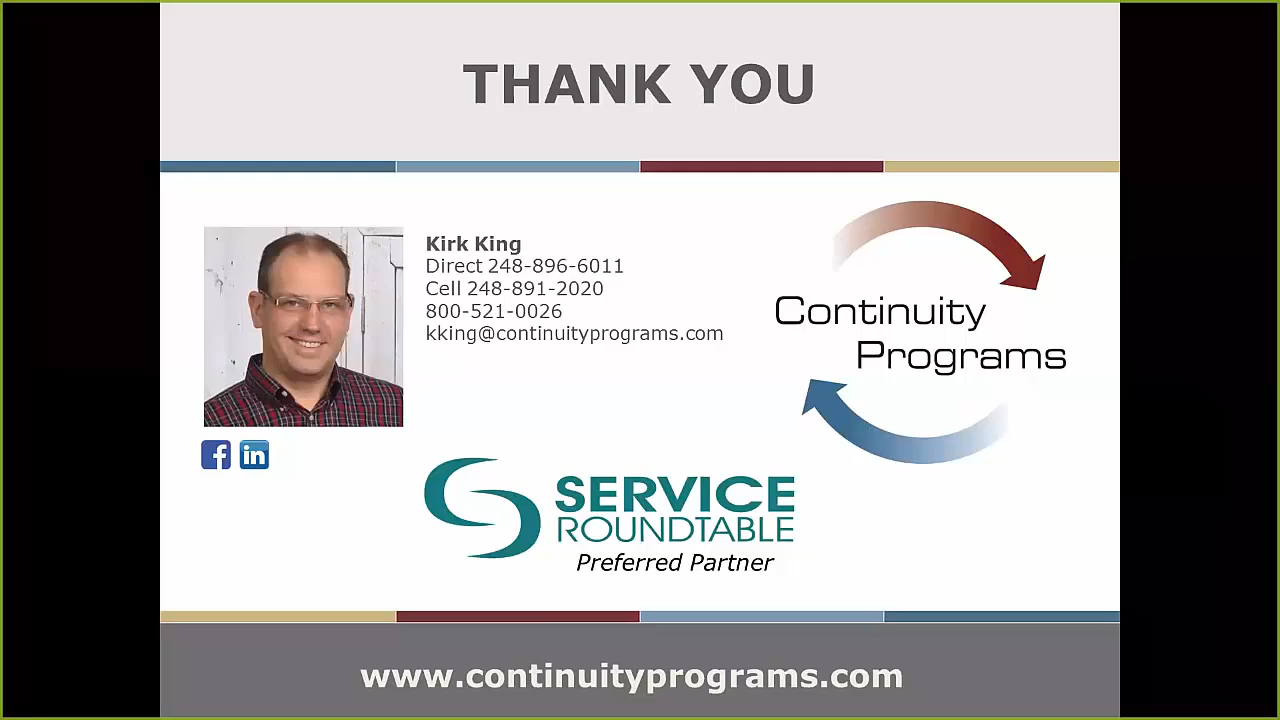 THANK YOU
Kirk King
Direct 248-896-6011
Cell 248-891-2020
800-521-0026
kking@continuityprograms.com
Continuity
Programs
f in
SERVICE
ROUNDTABLE
Preferred Partner
www.continuityprograms.com